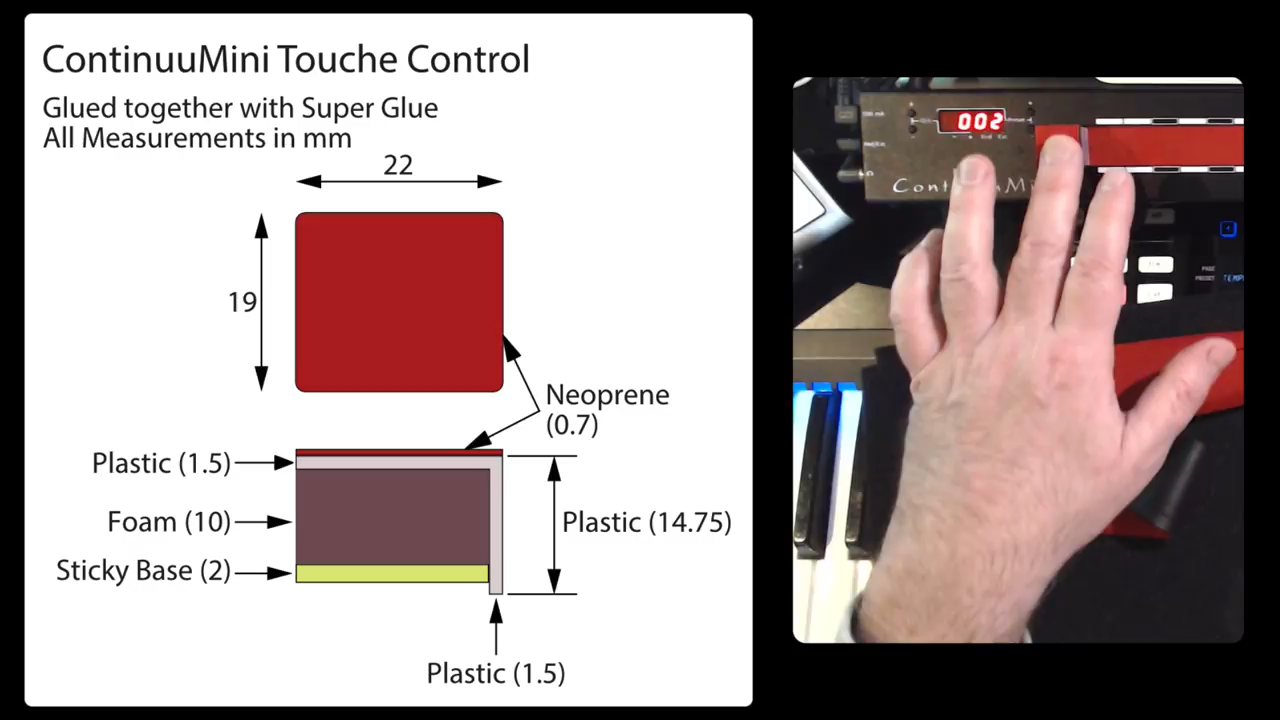 ContinuuMini Touche Control
Glued together with Super Glue
All Measurements in mm
22
19
Neoprene
(0.7)
Plastic (1.5)
Foam (10)
Plastic (14.75)
Sticky Base (2)
Plastic (1.5)
002